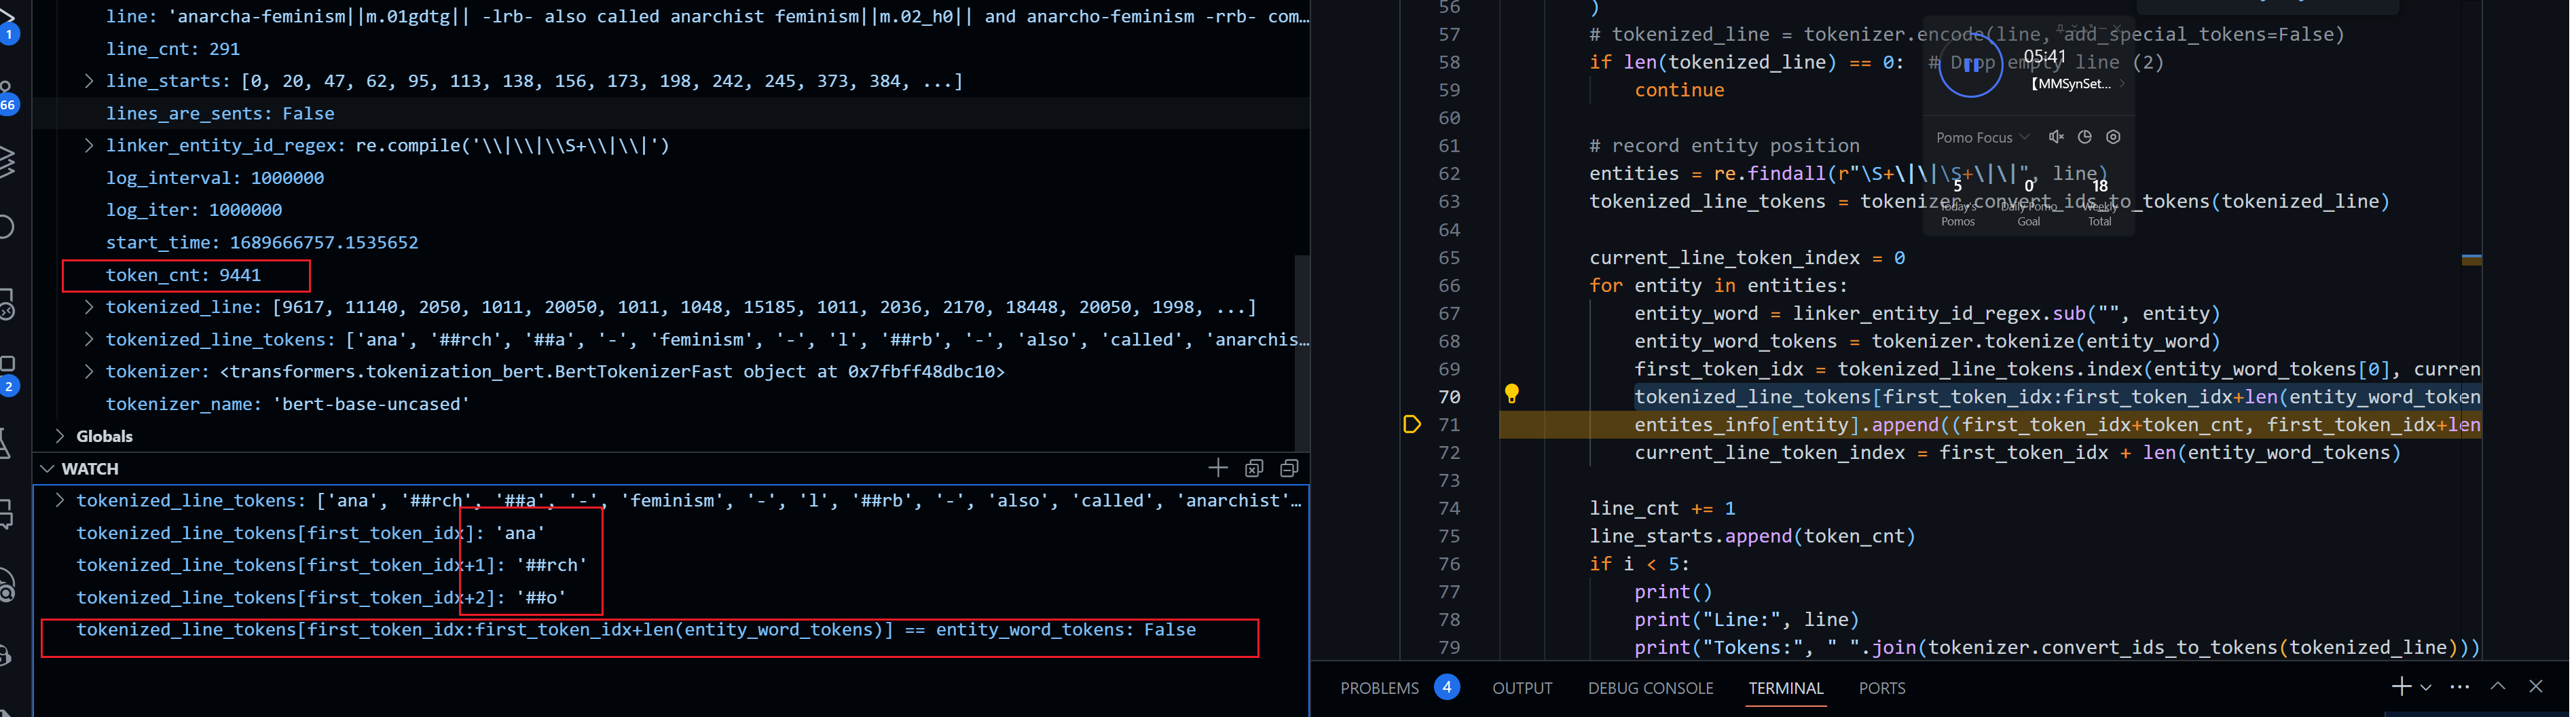 line: 'anarcha-feminism||m.01gdtg|| -lrb- also called anarchist feminism||m.02_h0|| and anarcho-feminism -rrb- com…
line_cnt: 291
line_starts: [0, 20, 47, 62, 95, 113, 138, 156, 173, 198, 242, 245, 373, 384, ...]
lines_are_sents: False
linker_entity_id_regex: re.compile('\\|\\|\\S+\\|\\|')
log_interval: 1000000
log_iter: 1000000
start_time: 1689666757.1535652
token_cnt: 9441
tokenized_line: [9617, 11140, 2050, 1011, 20050, 1011, 1048, 15185, 1011, 2036, 2170, 18448, 20050, 1998, ...]
tokenized_line_tokens: ['ana', '##rch', '##a', '-', 'feminism', '-', 'l', '##rb', '-', 'also', 'called', 'anarchis…
tokenizer: <transformers.tokenization_bert.BertTokenizerFast object at 0x7fbff48dbc10>
tokenizer_name: 'bert-base-uncased'
Globals
WATCH
tokenized_line_tokens: ['ana', '##rch', '##a', '-', 'feminism', '-', 'l', '##rb', '-', 'also', 'called', 'anarchist'…
tokenized_line_tokens[first_token_idx]: 'ana'
tokenized_line_tokens[first_token_idx+1]: '##rch'
tokenized_line_tokens[first_token_idx+2]: '##o'
tokenized_line_tokens[first_token_idx:first_token_idx+len(entity_word_tokens)] == entity_word_tokens: False
1
66
2
56 )
57 # tokenized_line = tokenizer.encode(line, add_special_tokens=False)
58 if len(tokenized_line) == 0: # Drop empty line (2)
59 continue
60
61 # record entity position
62 entities = re.findall(r"\S+\|\|\S+\|\|", line)
63 tokenized_line_tokens = tokenizer.convert_ids_to_tokens(tokenized_line)
64
65 current_line_token_index = 0
66 for entity in entities:
67 entity_word = linker_entity_id_regex.sub("", entity)
68 entity_word_tokens = tokenizer.tokenize(entity_word)
69 first_token_idx = tokenized_line_tokens.index(entity_word_tokens[0], curren
70 tokenized_line_tokens[first_token_idx:first_token_idx+len(entity_word_token
71 entites_info[entity].append((first_token_idx+token_cnt, first_token_idx+len
72 current_line_token_index = first_token_idx + len(entity_word_tokens)
73
74 line_cnt += 1
75 line_starts.append(token_cnt)
76 if i < 5:
77 print()
78 print("Line:", line)
79 print("Tokens:", " ".join(tokenizer.convert_ids_to_tokens(tokenized_line)))
05:41
【MMSynSet...
Pomo Focus
5 0 18
Today's Pomos
Daily Pomo Goal
Weekly Total
PROBLEMS 4 OUTPUT DEBUG CONSOLE TERMINAL PORTS